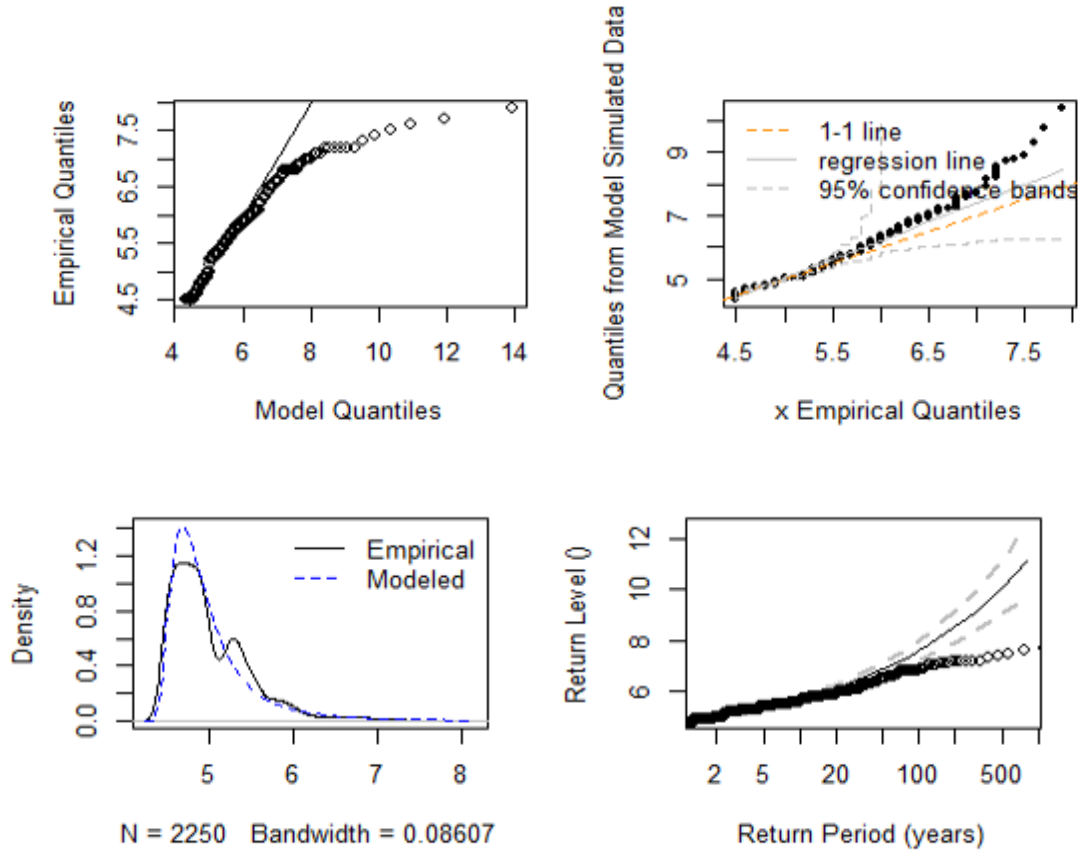 Empirical Quantiles
7.5
6.5
5.5
4.5
4 6 8 10 12 14
Model Quantiles
Quantiles from Model Simulated Data
9
7
5
1-1 line
regression line
95% confidence bands
4.5 5.5 6.5 7.5
x Empirical Quantiles
Density
1.2
0.8
0.4
0.0
Empirical
Modeled
5 6 7 8
N = 2250 Bandwidth = 0.08607
Return Level ()
12
10
8
6
2 5 20 100 500
Return Period (years)